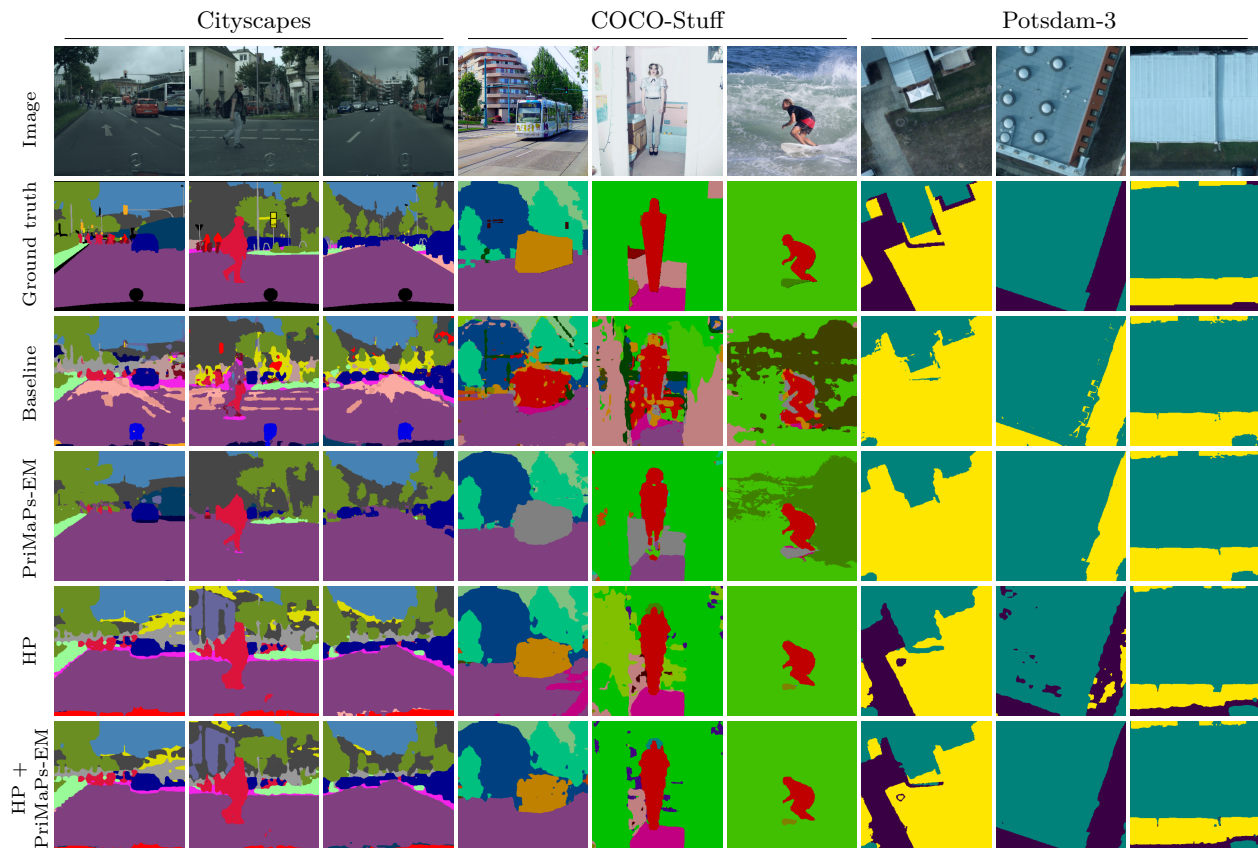 Cityscapes
COCO-Stuff
Potsdam-3
Image
Ground truth
Baseline
PriMaPs-EM
HP
HP +
PriMaPs-EM